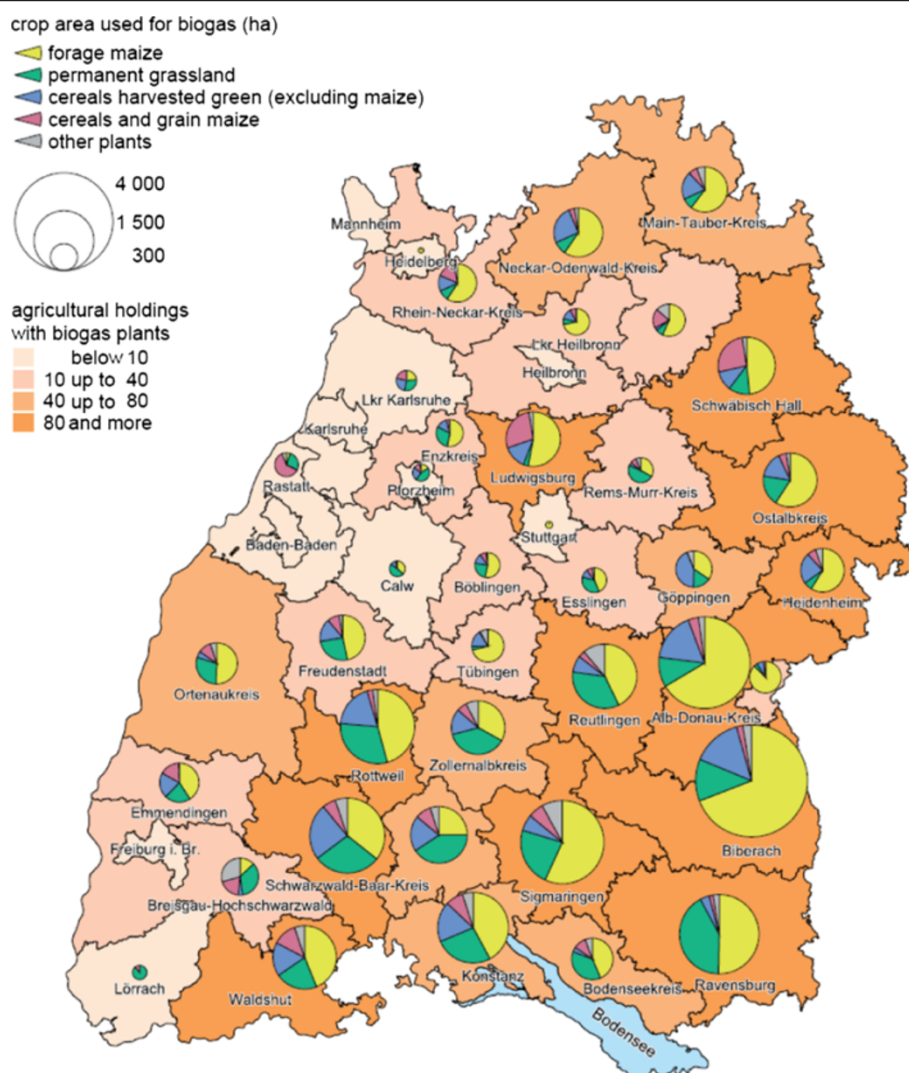 crop area used for biogas (ha)
forage maize
permanent grassland
cereals harvested green (excluding maize)
cereals and grain maize
other plants
4 000
1 500
300
agricultural holdings
with biogas plants
below 10
10 up to 40
40 up to 80
80 and more
Mannheim
Main-Tauber-Kreis
Heidelberg
Neckar-Odenwald-Kreis
Rhein-Neckar-Kreis
Lkr Heilbronn
Heilbronn
Lkr Karlsruhe
Schwäbisch Hall
Karlsruhe
Enzkreis
Ludwigsburg
Rastatt
Pforzheim
Rems-Murr-Kreis
Ostalbkreis
Stuttgart
Baden-Baden
Calw
Böblingen
Esslingen
Göppingen
Heidenheim
Freudenstadt
Tübingen
Ortenaukreis
Reutlingen
Alb-Donau-Kreis
Rottweil
Zollernalbkreis
Emmendingen
Freiburg i. Br.
Biberach
Schwarzwald-Baar-Kreis
Sigmaringen
Breisgau-Hochschwarzwald
Konstanz
Lörrach
Waldshut
Bodenseekreis
Ravensburg
Bodensee